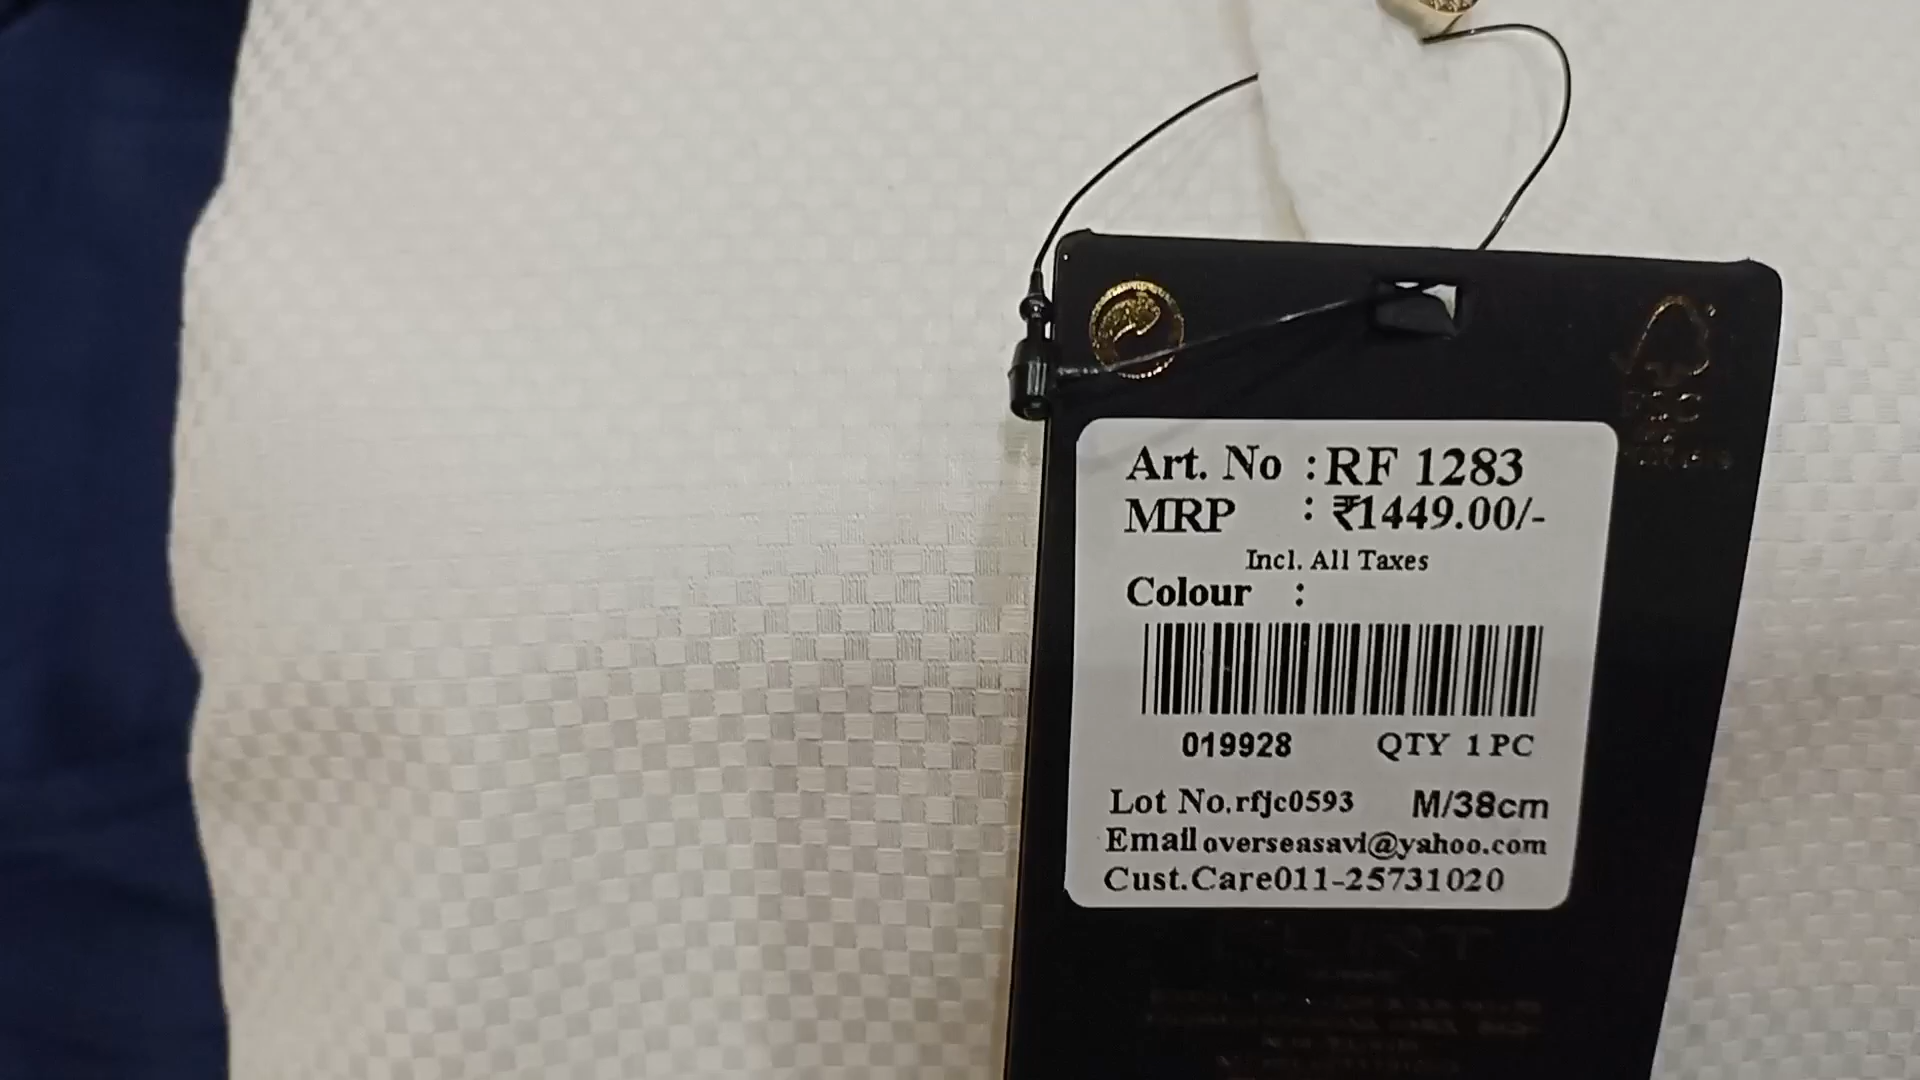 Art. No : RF 1283
MRP : ₹1449.00/-
Incl. All Taxes
Colour :
019928 QTY 1 PC
Lot No.rfjc0593 M/38cm
Email overseasavi@yahoo.com
Cust.Care011-25731020